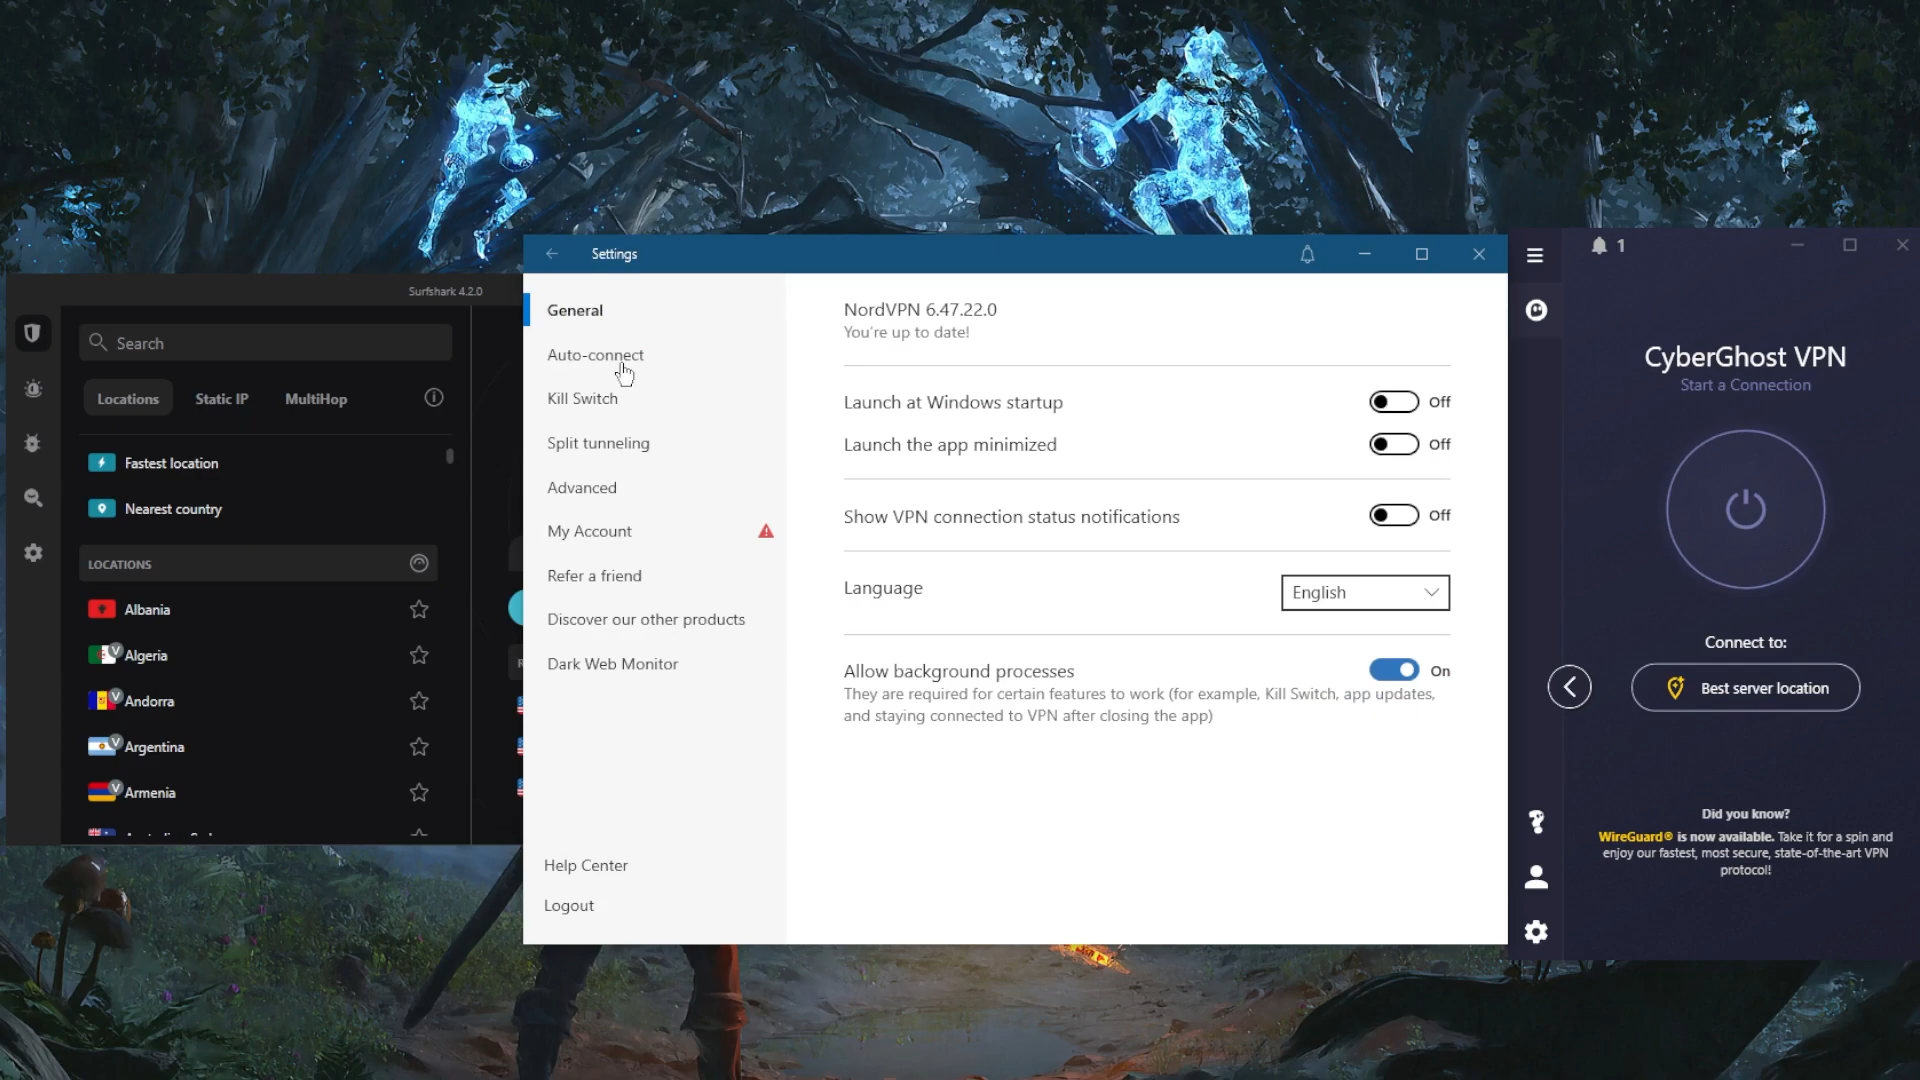 Surfshark 4.2.0
Search
Locations
Static IP
MultiHop
Fastest location
Nearest country
LOCATIONS
Albania
V
Algeria
V
Andorra
V
Argentina
V
Armenia
Settings
General
Auto-connect
Kill Switch
Split tunneling
Advanced
My Account
Refer a friend
Discover our other products
Dark Web Monitor
Help Center
Logout
NordVPN 6.47.22.0
You're up to date!
Launch at Windows startup
Off
Launch the app minimized
Off
Show VPN connection status notifications
Off
Language
English
Allow background processes
On
They are required for certain features to work (for example, Kill Switch, app updates,
and staying connected to VPN after closing the app)
1
CyberGhost VPN
Start a Connection
Connect to:
Best server location
Did you know?
WireGuard® is now available. Take it for a spin and
enjoy our fastest, most secure, state-of-the-art VPN
protocol!